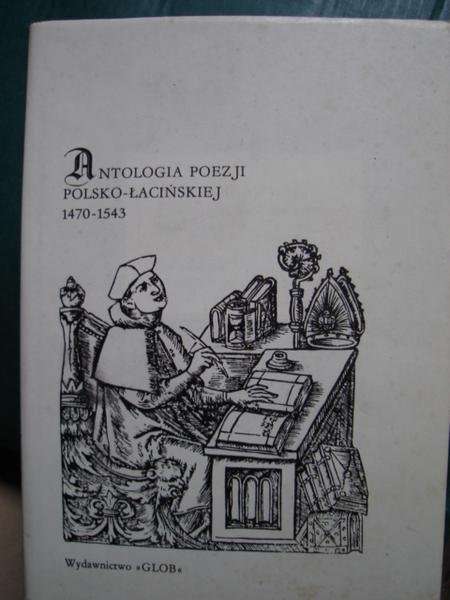 ANTOLOGIA POEZJI
POLSKO-ŁACIŃSKIEJ
1470-1543
Wydawnictwo »GLOB«